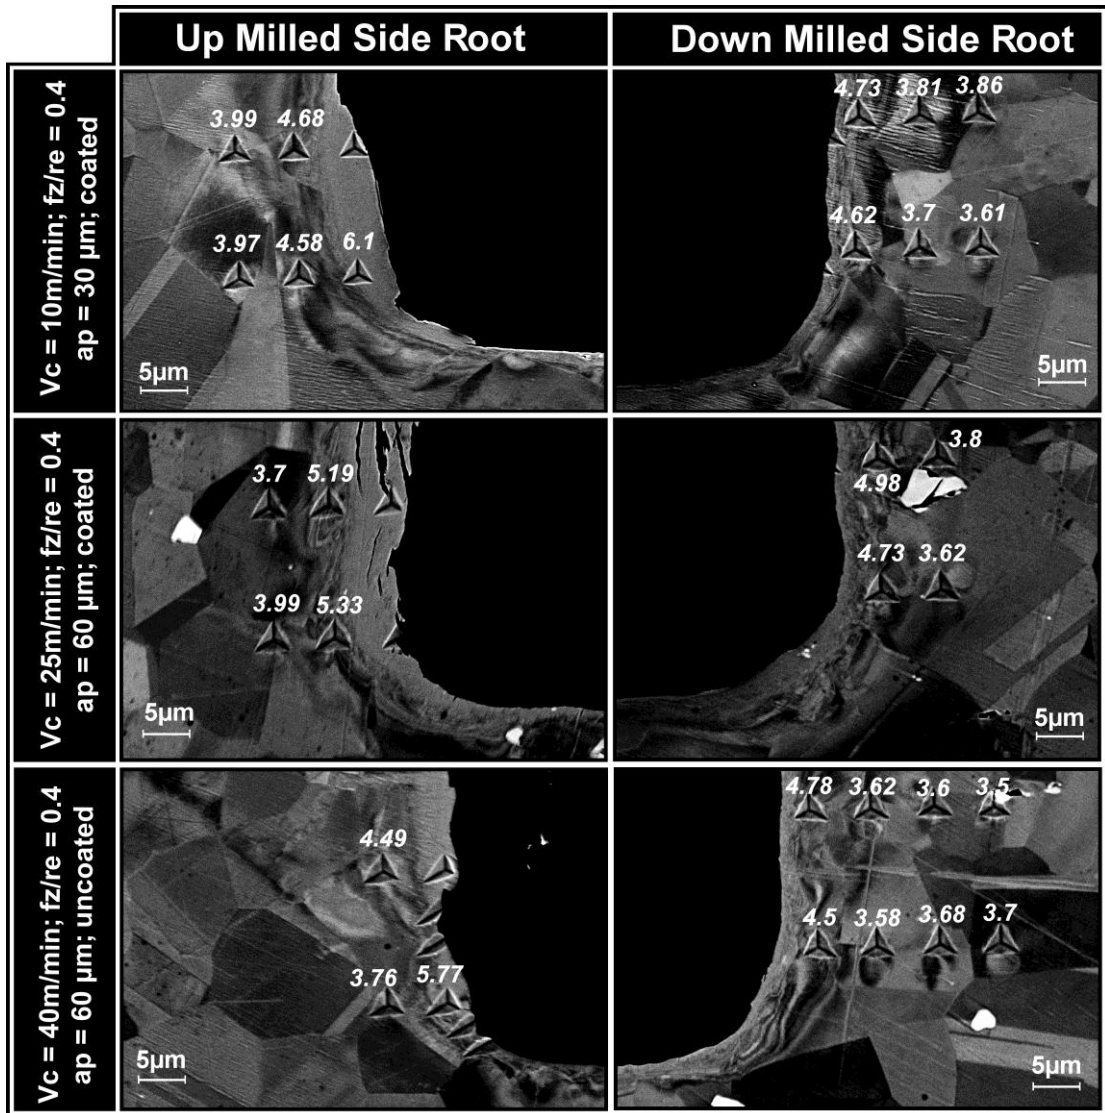 Up Milled Side Root
Down Milled Side Root
Vc = 10m/min; fz/re = 0.4
ap = 30 µm; coated
3.99 4.68
3.97 4.58 6.1
5µm
4.73 3.81 3.86
4.62 3.7 3.61
5µm
Vc = 25m/min; fz/re = 0.4
ap = 60 µm; coated
3.7 5.19
3.99 5.33
5µm
3.8
4.98
4.73 3.62
5µm
Vc = 40m/min; fz/re = 0.4
ap = 60 µm; uncoated
4.49
3.76 5.77
5µm
4.78 3.62 3.6 3.5
4.5 3.58 3.68 3.7
5µm